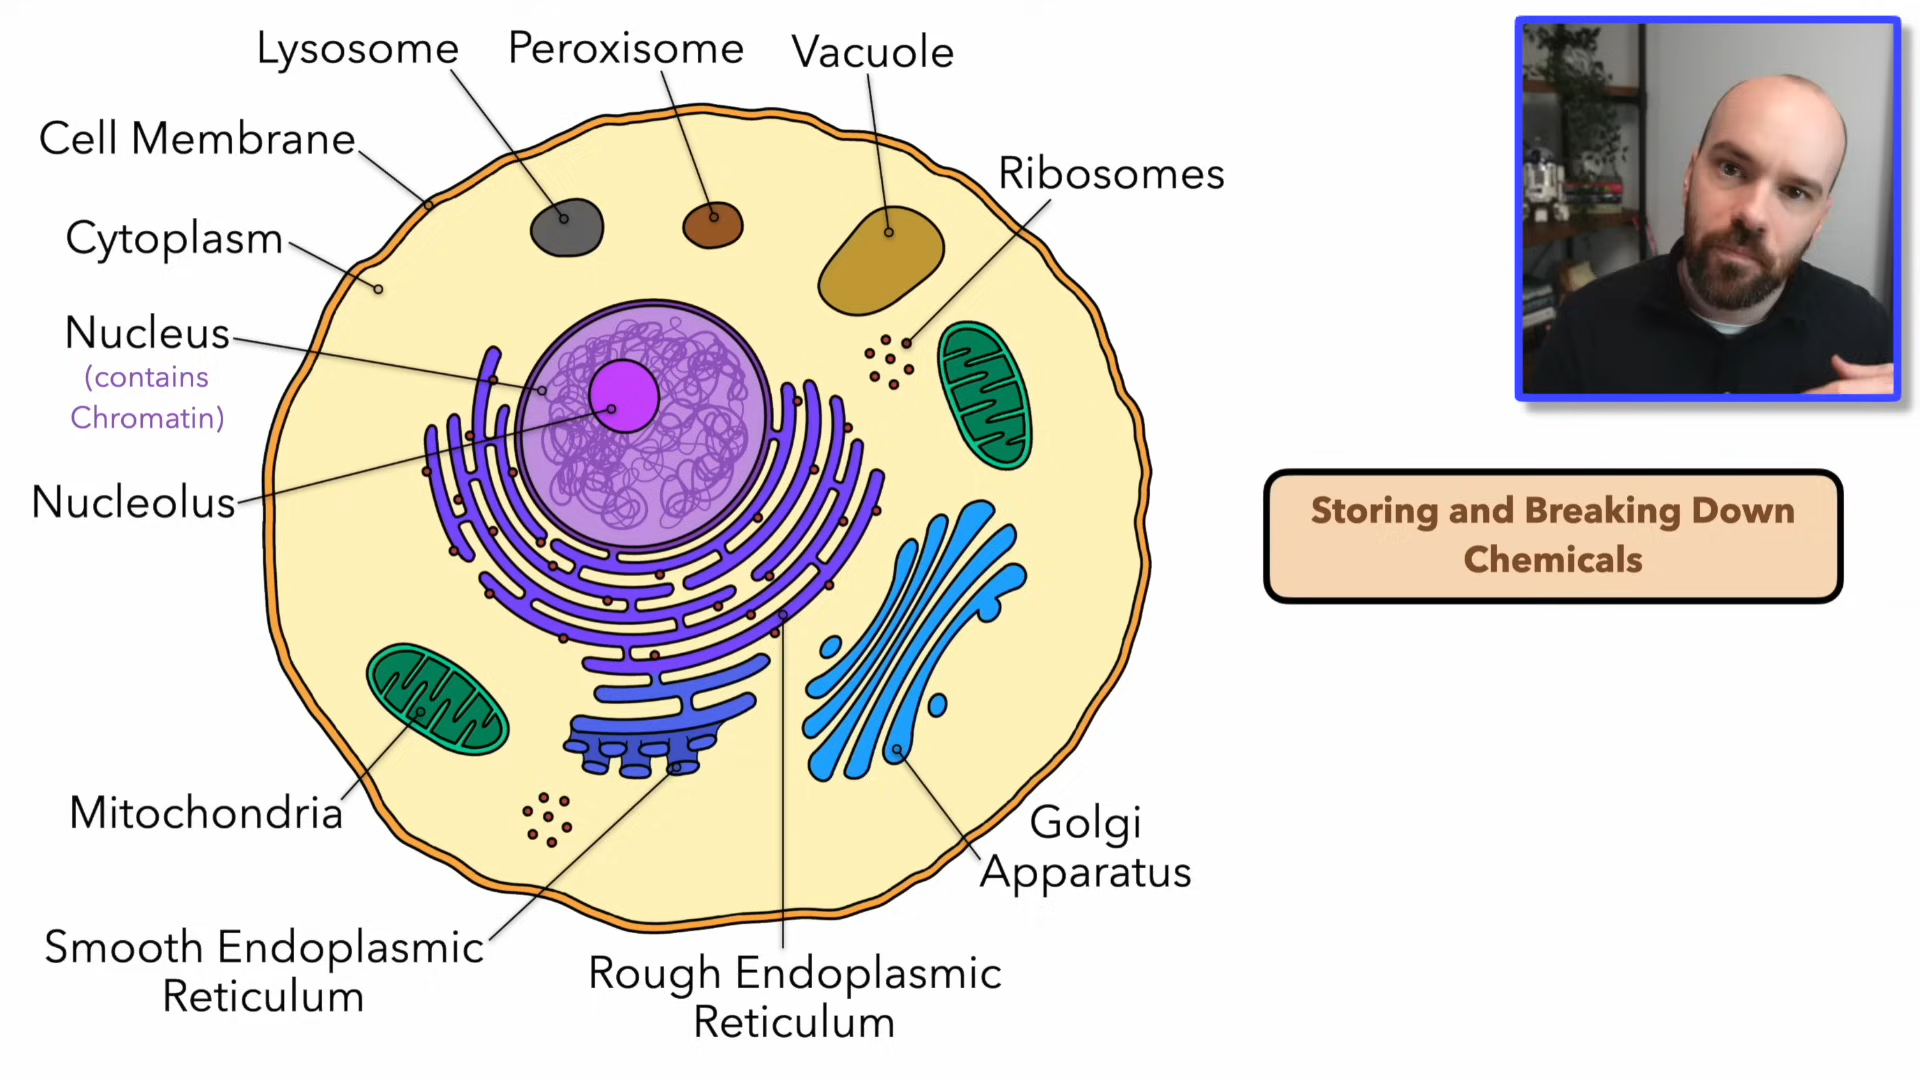 Lysosome
Peroxisome
Vacuole
Cell Membrane
Ribosomes
Cytoplasm
Nucleus
(contains
Chromatin)
Nucleolus
Storing and Breaking Down
Chemicals
Mitochondria
Golgi
Apparatus
Smooth Endoplasmic
Reticulum
Rough Endoplasmic
Reticulum